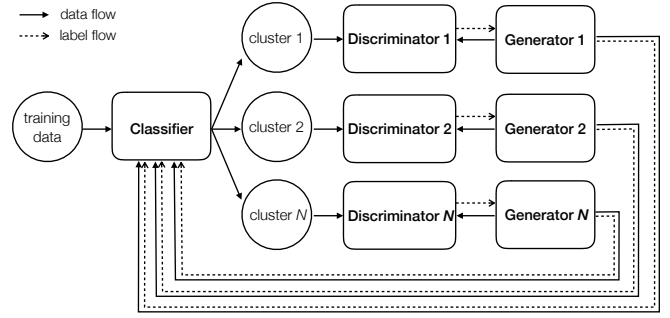 data flow
label flow
training
data
Classifier
cluster 1
Discriminator 1
Generator 1
cluster 2
Discriminator 2
Generator 2
cluster N
Discriminator N
Generator N